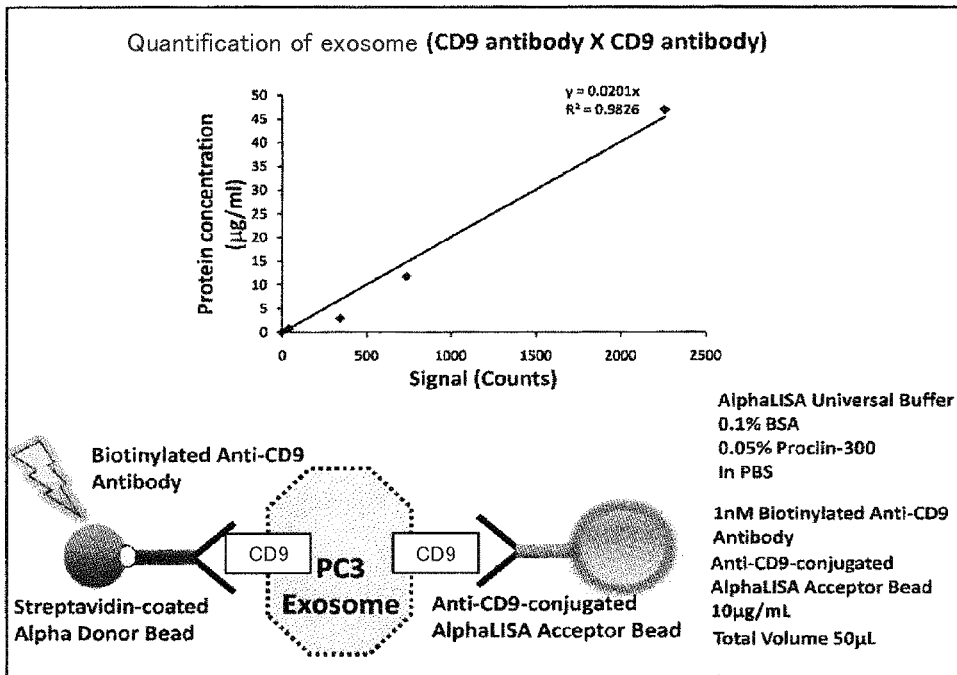 Quantification of exosome (CD9 antibody X CD9 antibody)
y = 0.0201x
R² = 0.9826
50
45
40
35
30
25
20
15
10
5
0
Protein concentration
(µg/ml)
0 500 1000 1500 2000 2500
Signal (Counts)
AlphaLISA Universal Buffer
0.1% BSA
0.05% Proclin-300
In PBS
1nM Biotinylated Anti-CD9
Antibody
Anti-CD9-conjugated
AlphaLISA Acceptor Bead
10µg/mL
Total Volume 50µL
Biotinylated Anti-CD9
Antibody
CD9
PC3
Exosome
CD9
Streptavidin-coated
Alpha Donor Bead
Anti-CD9-conjugated
AlphaLISA Acceptor Bead